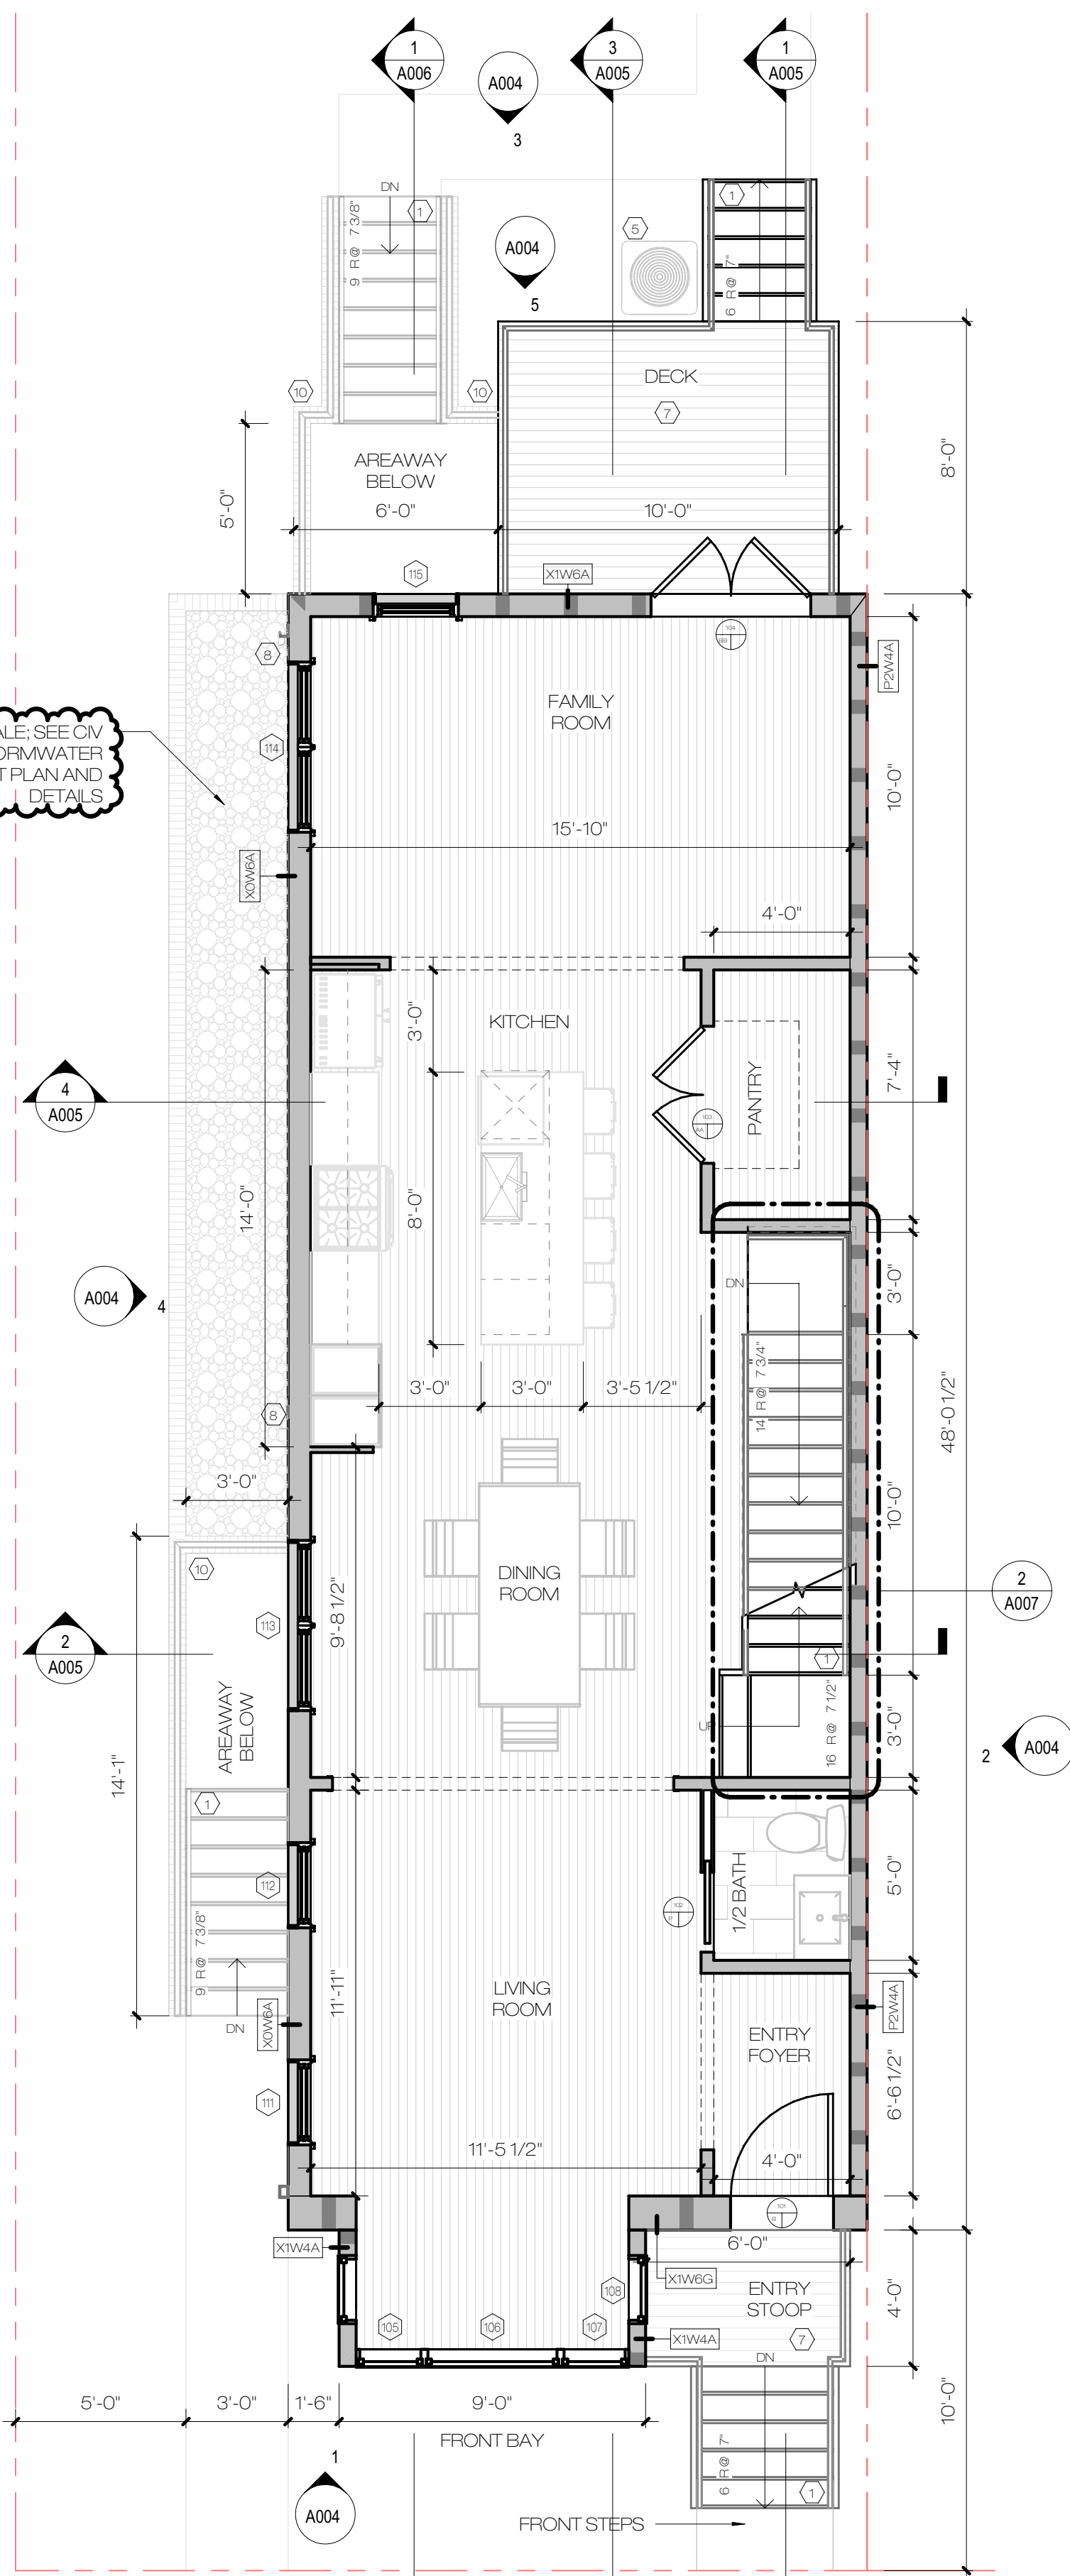 1
A006
A004
3
3
A005
1
A005
DN
9 R@ 7 3/8"
1
A004
5
5
1
6 R@ 7"
DECK
7
10
10
AREAWAY
BELOW
5'-0"
6'-0"
10'-0"
8'-0"
115
X1W6A
104
BB
P2W4A
8
FAMILY
ROOM
ALE; SEE CIV
ORMWATER
T PLAN AND
DETAILS
114
15'-10"
10'-0"
X0W6A
4'-0"
KITCHEN
3'-0"
PANTRY
7'-4"
4
A005
103
AA
14'-0"
8'-0"
A004
4
DN
3'-0"
14 R@ 7 3/4"
3'-0"
3'-0"
3'-5 1/2"
48'-0 1/2"
8
3'-0"
10'-0"
10
DINING
ROOM
9'-8 1/2"
2
A007
113
2
A005
AREAWAY
BELOW
1
UP
16 R@ 7 1/2"
3'-0"
2
A004
14'-1"
1
112
1/2 BATH
5'-0"
102
9 R@ 7 3/8"
DN
X0W6A
11'-11"
LIVING
ROOM
P2W4A
ENTRY
FOYER
6'-6 1/2"
111
11'-5 1/2"
4'-0"
101
X1W4A
6'-0"
X1W6G
108
ENTRY
STOOP
4'-0"
105
106
107
X1W4A
7
DN
5'-0"
3'-0"
1'-6"
9'-0"
10'-0"
FRONT BAY
6 R@ 7"
1
1
A004
FRONT STEPS